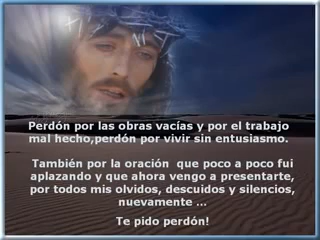 Perdón por las obras vacías y por el trabajo
mal hecho,perdón por vivir sin entusiasmo.
También por la oración que poco a poco fui
aplazando y que ahora vengo a presentarte,
por todos mis olvidos, descuidos y silencios,
nuevamente ...
Te pido perdón!